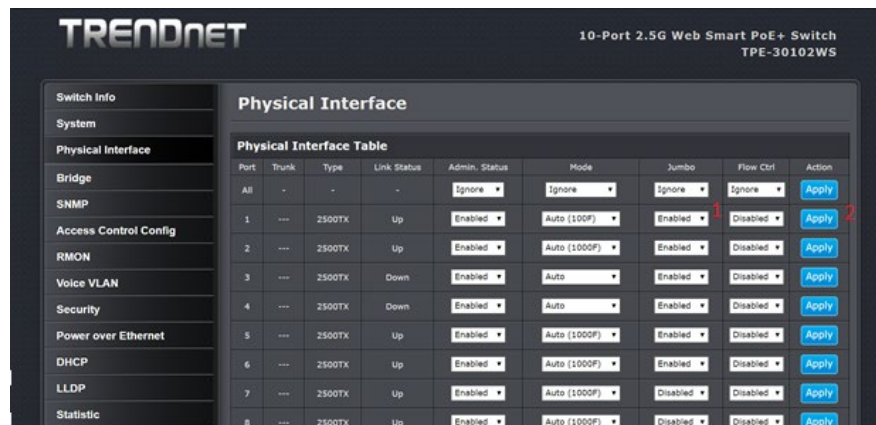 TRENDNET
10-Port 2.5G Web Smart PoE+ Switch
TPE-30102WS
Switch Info
System
Physical Interface
Bridge
SNMP
Access Control Config
RMON
Voice VLAN
Security
Power over Ethernet
DHCP
LLDP
Statistic
Physical Interface
Physical Interface Table
Port Trunk Type Link Status Admin. Status Mode Jumbo Flow Ctrl Action
All - - - Ignore Ignore Ignore Ignore Apply
1 --- 2500TX Up Enabled Auto (100F) Enabled 1 Disabled Apply 2
2 --- 2500TX Up Enabled Auto (1000F) Enabled Disabled Apply
3 --- 2500TX Down Enabled Auto Enabled Disabled Apply
4 --- 2500TX Down Enabled Auto Enabled Disabled Apply
5 --- 2500TX Up Enabled Auto (1000F) Enabled Disabled Apply
6 --- 2500TX Up Enabled Auto (1000F) Enabled Disabled Apply
7 --- 2500TX Up Enabled Auto (1000F) Disabled Disabled Apply
8 --- 2500TX Up Enabled Auto (1000F) Disabled Disabled Apply